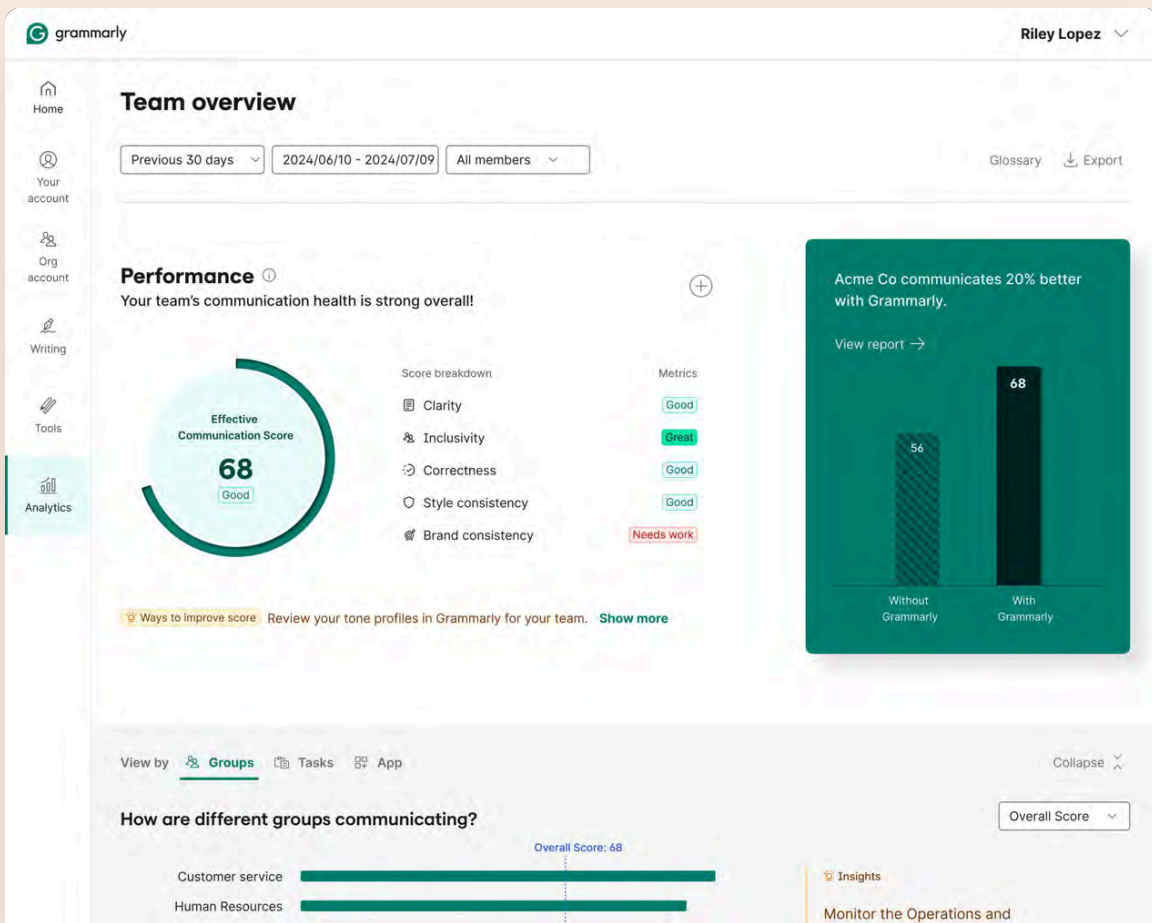 grammarly
Riley Lopez
Home
Your
account
Org
account
Writing
Tools
Analytics
Team overview
Previous 30 days
2024/06/10 - 2024/07/09
All members
Glossary
Export
Performance
Your team's communication health is strong overall!
Effective
Communication Score
68
Good
Score breakdown Metrics
Clarity Good
Inclusivity Great
Correctness Good
Style consistency Good
Brand consistency Needs work
Ways to improve score Review your tone profiles in Grammarly for your team. Show more
Acme Co communicates 20% better
with Grammarly.
View report
68
56
Without
Grammarly
With
Grammarly
View by Groups Tasks App
Collapse
How are different groups communicating?
Overall Score
Overall Score: 68
Customer service
Human Resources
Insights
Monitor the Operations and